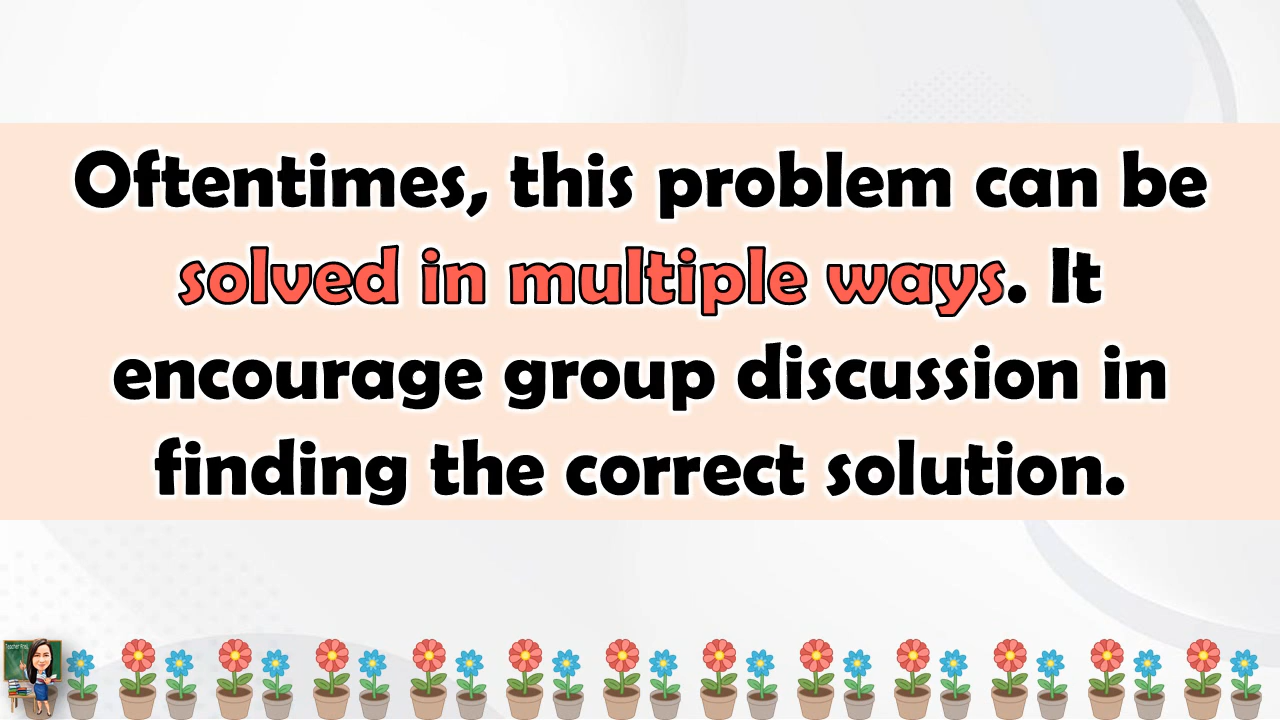 Oftentimes, this problem can be
solved in multiple ways. It
encourage group discussion in
finding the correct solution.